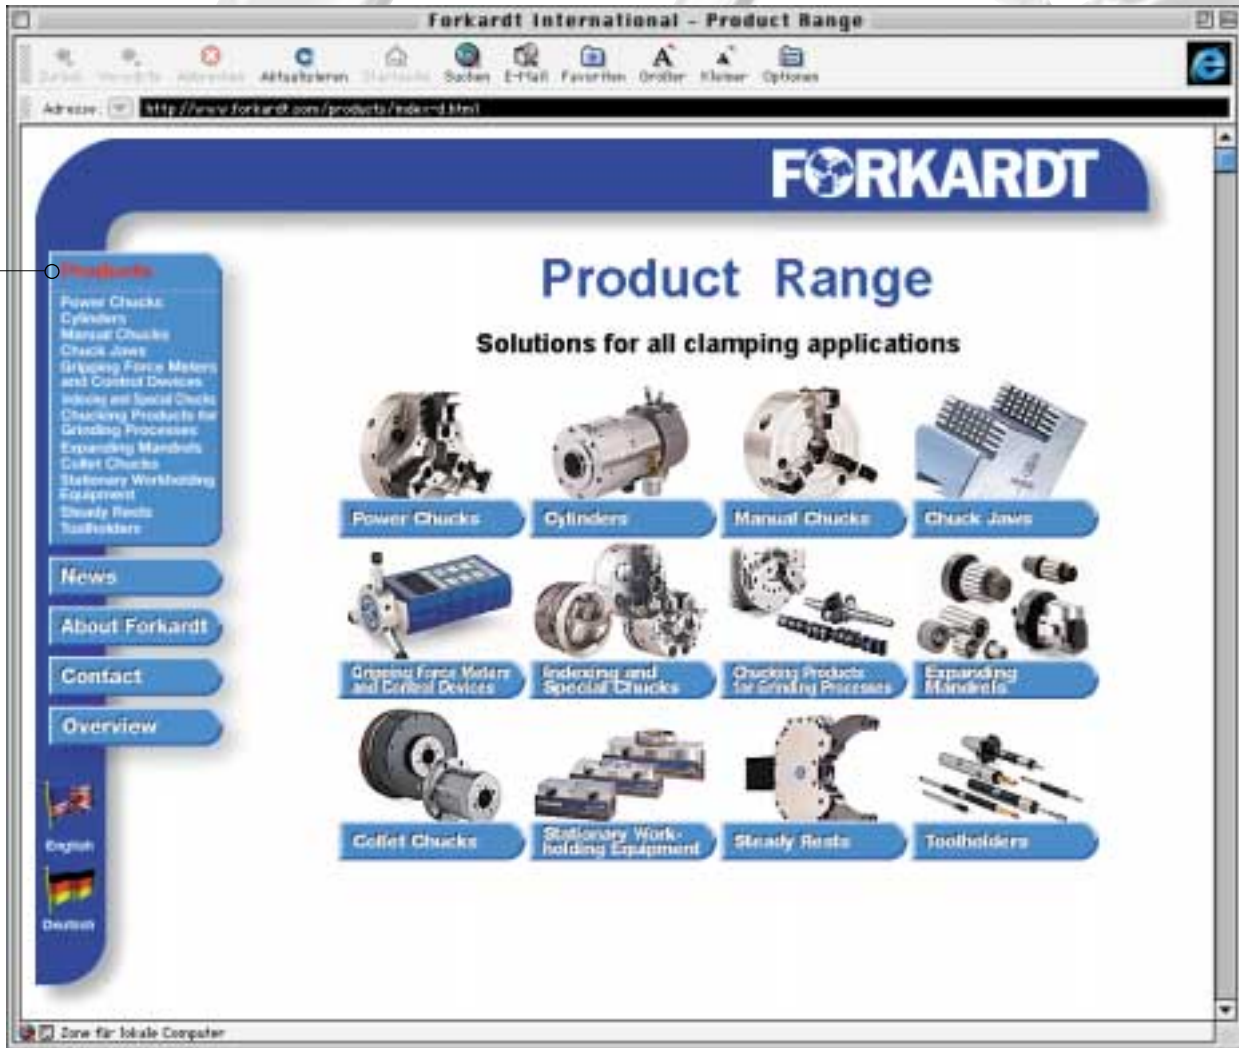 Forkardt International - Product Range
Zurück Vorwärts Abbrechen Aktualisieren Startseite Suchen E-Mail Favoriten Größer Kleiner Optionen
Adresse: http://www.forkardt.com/products/index-d.html
FORKARDT
Products
Power Chucks
Cylinders
Manual Chucks
Chuck Jaws
Gripping Force Meters
and Control Devices
Indexing and Special Chucks
Chucking Products for
Grinding Processes
Expanding Mandrels
Collet Chucks
Stationary Workholding
Equipment
Steady Rests
Toolholders
News
About Forkardt
Contact
Overview
English
Deutsch
Product Range
Solutions for all clamping applications
Power Chucks
Cylinders
Manual Chucks
Chuck Jaws
Gripping Force Meters
and Control Devices
Indexing and
Special Chucks
Chucking Products
for Grinding Processes
Expanding
Mandrels
Collet Chucks
Stationary Work-
holding Equipment
Steady Rests
Toolholders
Zone für lokale Computer